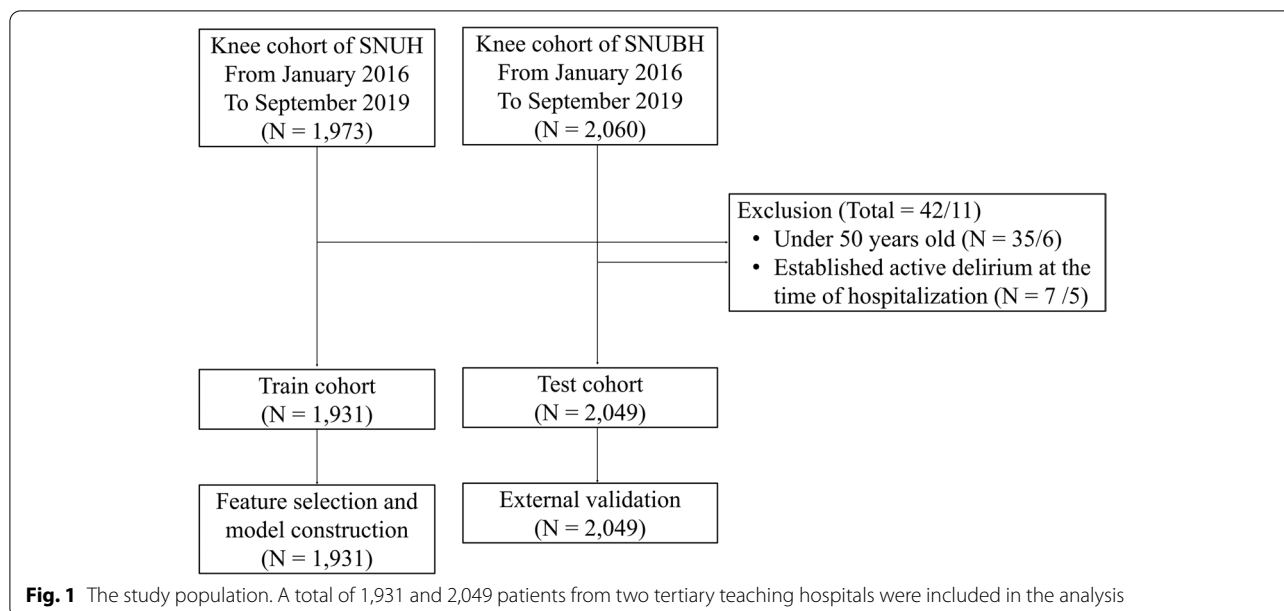 Knee cohort of SNUH
From January 2016
To September 2019
(N = 1,973)
Knee cohort of SNUBH
From January 2016
To September 2019
(N = 2,060)
Exclusion (Total = 42/11)
• Under 50 years old (N = 35/6)
• Established active delirium at the
time of hospitalization (N = 7 /5)
Train cohort
(N = 1,931)
Test cohort
(N = 2,049)
Feature selection and
model construction
(N = 1,931)
External validation
(N = 2,049)
Fig. 1 The study population. A total of 1,931 and 2,049 patients from two tertiary teaching hospitals were included in the analysis